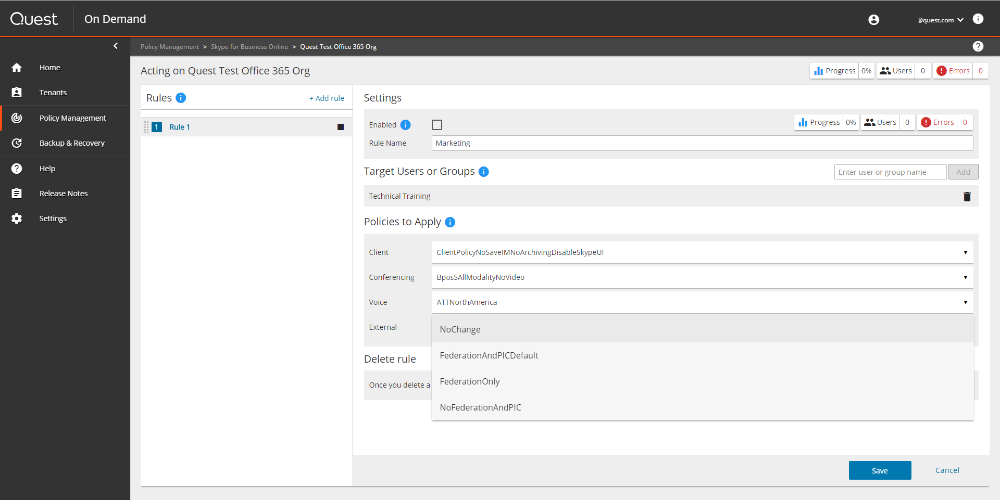 Quest On Demand
@quest.com
Policy Management > Skype for Business Online > Quest Test Office 365 Org
Home
Tenants
Policy Management
Backup & Recovery
Help
Release Notes
Settings
Acting on Quest Test Office 365 Org
Progress 0% Users 0 Errors 0
Rules + Add rule
1 Rule 1
Settings
Enabled
Progress 0% Users 0 Errors 0
Rule Name Marketing
Target Users or Groups Enter user or group name Add
Technical Training
Policies to Apply
Client ClientPolicyNoSaveIMNoArchivingDisableSkypeUI
Conferencing BposSAllModalityNoVideo
Voice ATTNorthAmerica
External
NoChange
FederationAndPICDefault
FederationOnly
NoFederationAndPIC
Delete rule
Once you delete a
Save Cancel